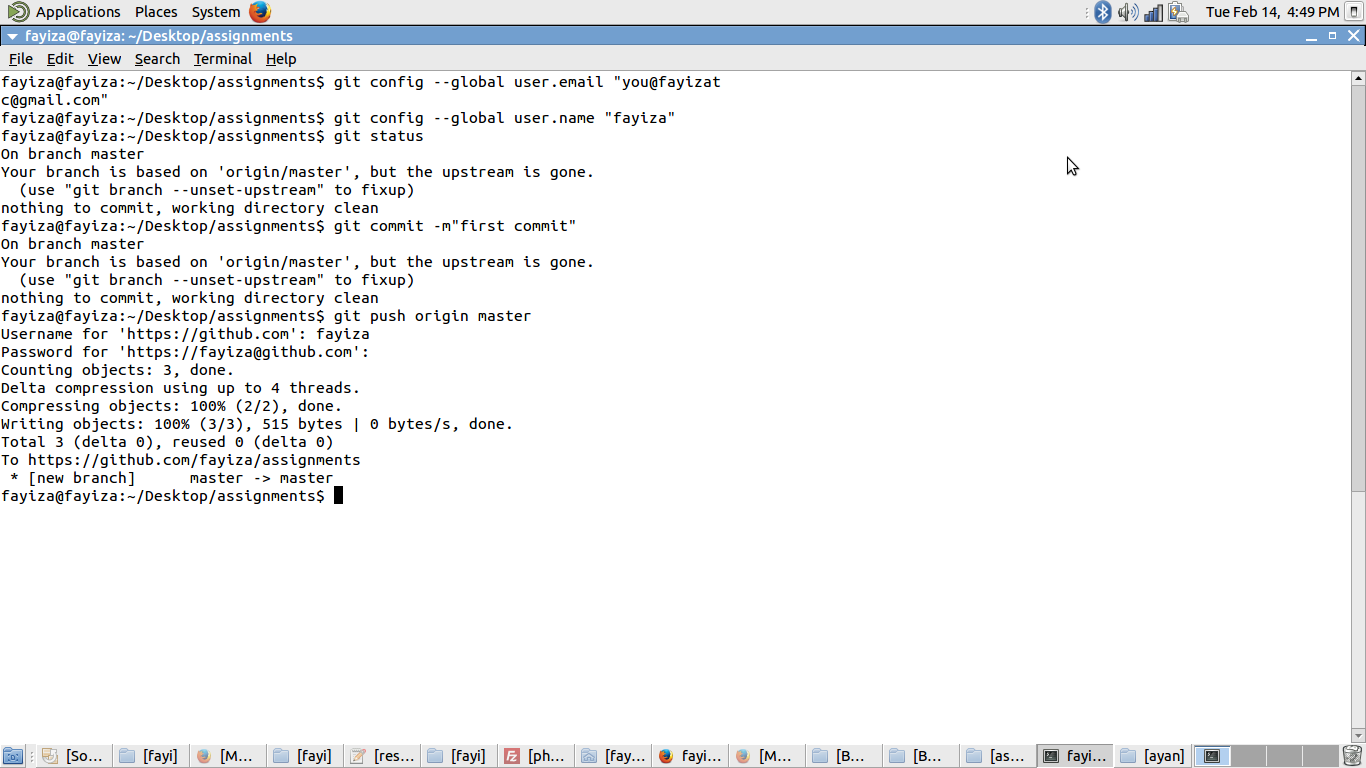 Applications Places System Tue Feb 14, 4:49 PM
fayiza@fayiza: ~/Desktop/assignments
File Edit View Search Terminal Help
fayiza@fayiza:~/Desktop/assignments$ git config --global user.email "you@fayizat
c@gmail.com"
fayiza@fayiza:~/Desktop/assignments$ git config --global user.name "fayiza"
fayiza@fayiza:~/Desktop/assignments$ git status
On branch master
Your branch is based on 'origin/master', but the upstream is gone.
  (use "git branch --unset-upstream" to fixup)
nothing to commit, working directory clean
fayiza@fayiza:~/Desktop/assignments$ git commit -m"first commit"
On branch master
Your branch is based on 'origin/master', but the upstream is gone.
  (use "git branch --unset-upstream" to fixup)
nothing to commit, working directory clean
fayiza@fayiza:~/Desktop/assignments$ git push origin master
Username for 'https://github.com': fayiza
Password for 'https://fayiza@github.com':
Counting objects: 3, done.
Delta compression using up to 4 threads.
Compressing objects: 100% (2/2), done.
Writing objects: 100% (3/3), 515 bytes | 0 bytes/s, done.
Total 3 (delta 0), reused 0 (delta 0)
To https://github.com/fayiza/assignments
 * [new branch]      master -> master
fayiza@fayiza:~/Desktop/assignments$
[So... [fayi] [M... [fayi] [res... [fayi] Fz [ph... [fay... fayi... [M... [B... [B... [as... fayi... [ayan]